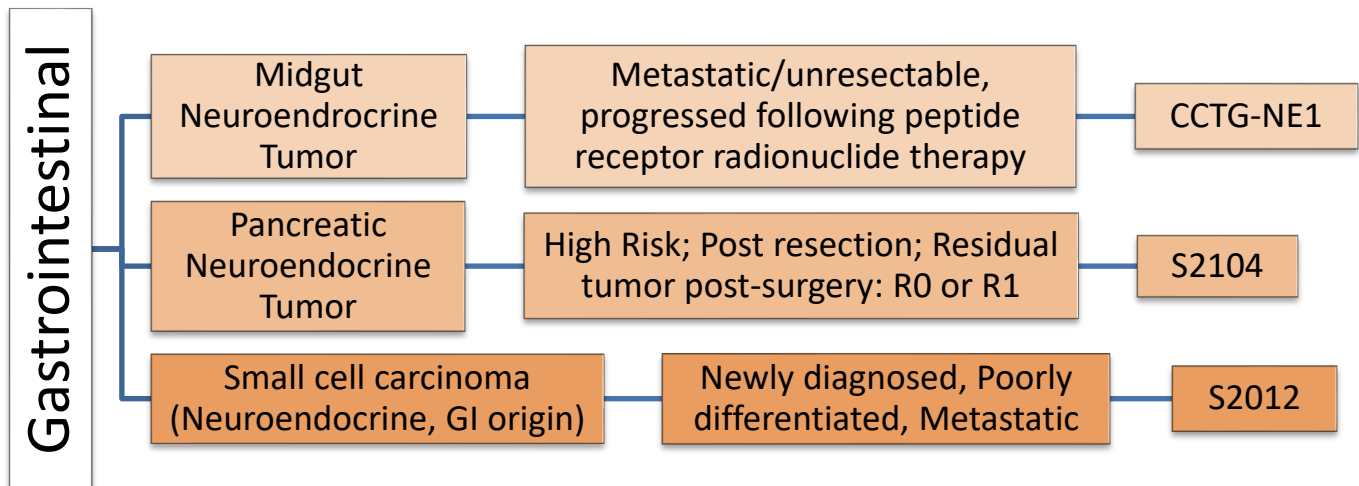 Gastrointestinal
Midgut
Neuroendrocrine
Tumor
Metastatic/unresectable,
progressed following peptide
receptor radionuclide therapy
CCTG-NE1
Pancreatic
Neuroendocrine
Tumor
High Risk; Post resection; Residual
tumor post-surgery: R0 or R1
S2104
Small cell carcinoma
(Neuroendocrine, GI origin)
Newly diagnosed, Poorly
differentiated, Metastatic
S2012